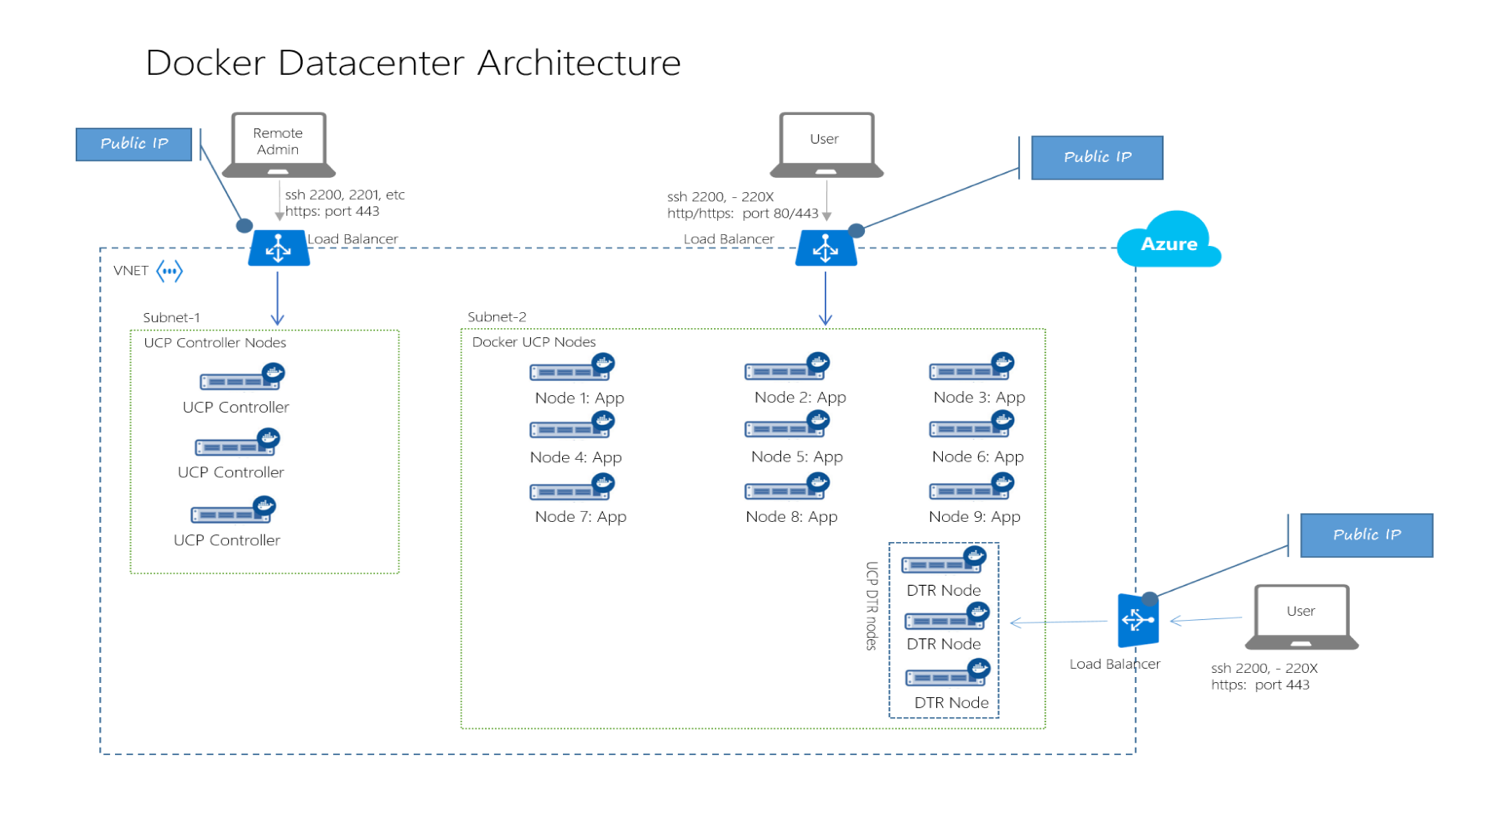 Docker Datacenter Architecture
Public IP
Remote
Admin
ssh 2200, 2201, etc
https: port 443
Load Balancer
User
ssh 2200, - 220X
http/https:  port 80/443
Load Balancer
Public IP
Azure
VNET
Subnet-1
UCP Controller Nodes
UCP Controller
UCP Controller
UCP Controller
Subnet-2
Docker UCP Nodes
Node 1: App
Node 2: App
Node 3: App
Node 4: App
Node 5: App
Node 6: App
Node 7: App
Node 8: App
Node 9: App
UCP DTR nodes
DTR Node
DTR Node
DTR Node
Public IP
User
Load Balancer
ssh 2200, - 220X
https:  port 443